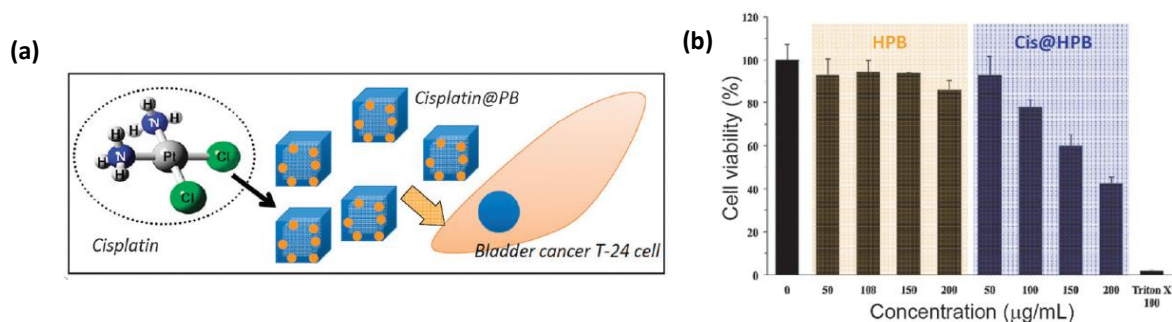 (a)
Cisplatin@PB
H
H
N
H
H
H
N
H
Pt
Cl
Cl
Cisplatin
Bladder cancer T-24 cell
(b)
HPB
Cis@HPB
120
100
80
60
40
20
0
Cell viability (%)
0 50 100 150 200 50 100 150 200 Triton X
100
Concentration (μg/mL)